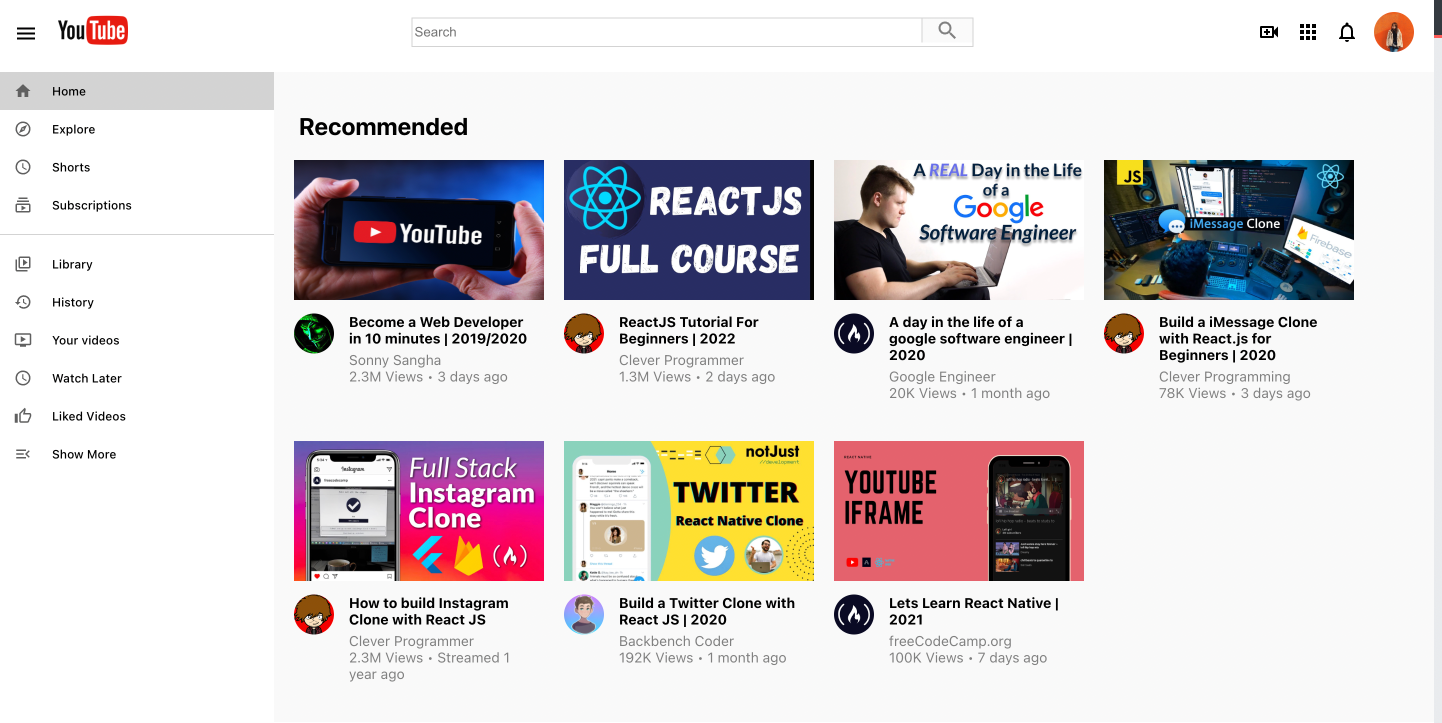 YouTube
Search
Home
Explore
Shorts
Subscriptions
Library
History
Your videos
Watch Later
Liked Videos
Show More
Recommended
YouTube
REACTJS
FULL COURSE
A REAL Day in the Life
of a
Google
Software Engineer
JS
iMessage Clone
Firebase
Become a Web Developer
in 10 minutes | 2019/2020
Sonny Sangha
2.3M Views • 3 days ago
ReactJS Tutorial For
Beginners | 2022
Clever Programmer
1.3M Views • 2 days ago
A day in the life of a
google software engineer |
2020
Google Engineer
20K Views • 1 month ago
Build a iMessage Clone
with React.js for
Beginners | 2020
Clever Programming
78K Views • 3 days ago
Instagram
Full Stack
Instagram
Clone
Home
notJust
development
TWITTER
React Native Clone
REACT NATIVE
YOUTUBE
IFRAME
How to build Instagram
Clone with React JS
Clever Programmer
2.3M Views • Streamed 1
year ago
Build a Twitter Clone with
React JS | 2020
Backbench Coder
192K Views • 1 month ago
Lets Learn React Native |
2021
freeCodeCamp.org
100K Views • 7 days ago